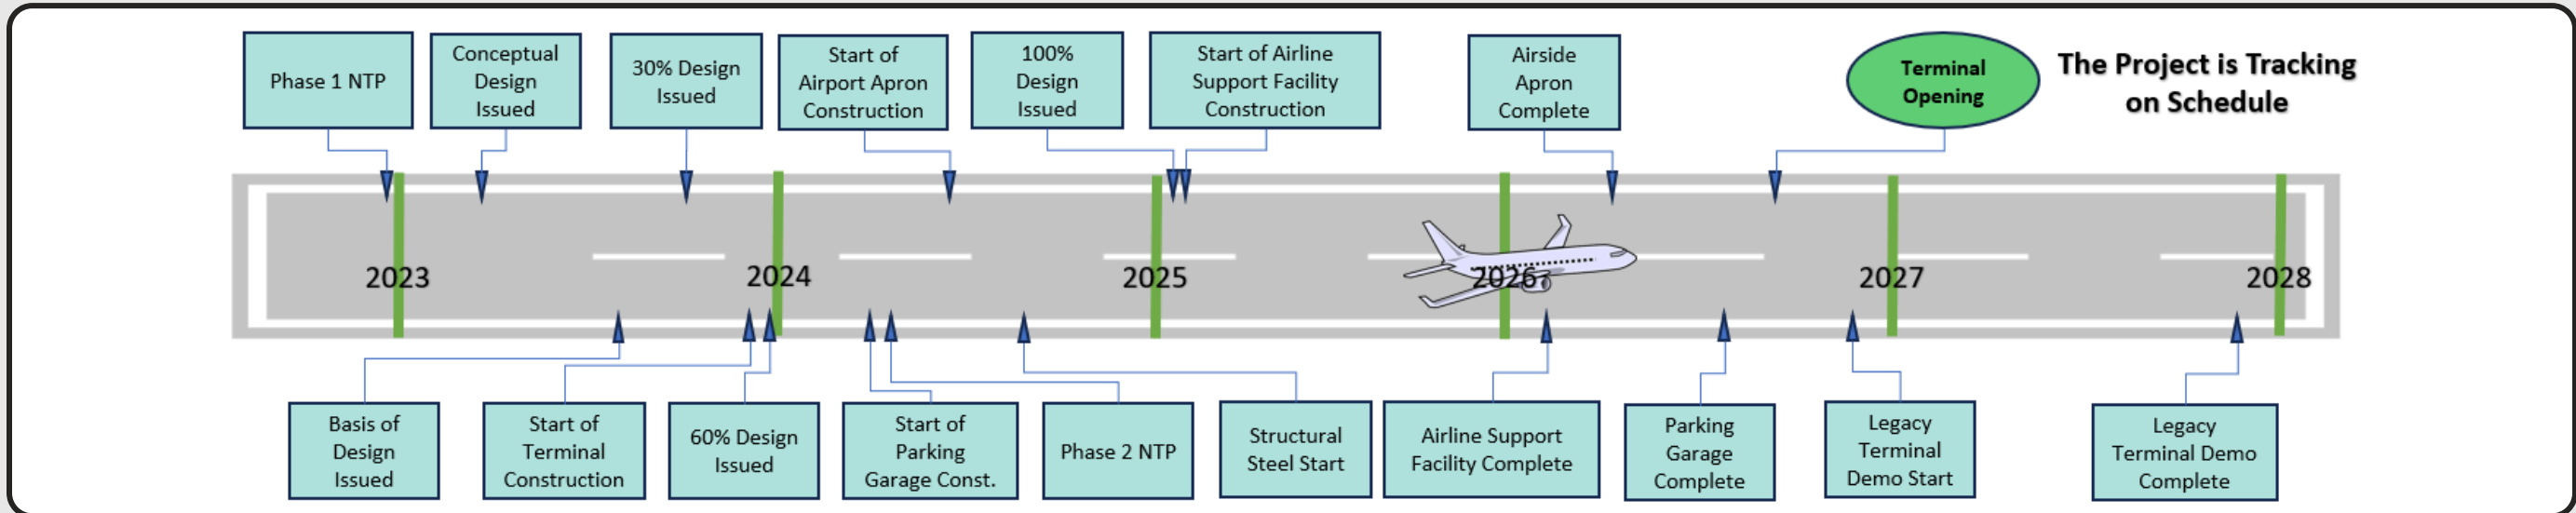 Phase 1 NTP
Conceptual
Design
Issued
30% Design
Issued
Start of
Airport Apron
Construction
100%
Design
Issued
Start of Airline
Support Facility
Construction
Airside
Apron
Complete
Terminal
Opening
The Project is Tracking
on Schedule
2023
2024
2025
2026
2027
2028
Basis of
Design
Issued
Start of
Terminal
Construction
60% Design
Issued
Start of
Parking
Garage Const.
Phase 2 NTP
Structural
Steel Start
Airline Support
Facility Complete
Parking
Garage
Complete
Legacy
Terminal
Demo Start
Legacy
Terminal Demo
Complete